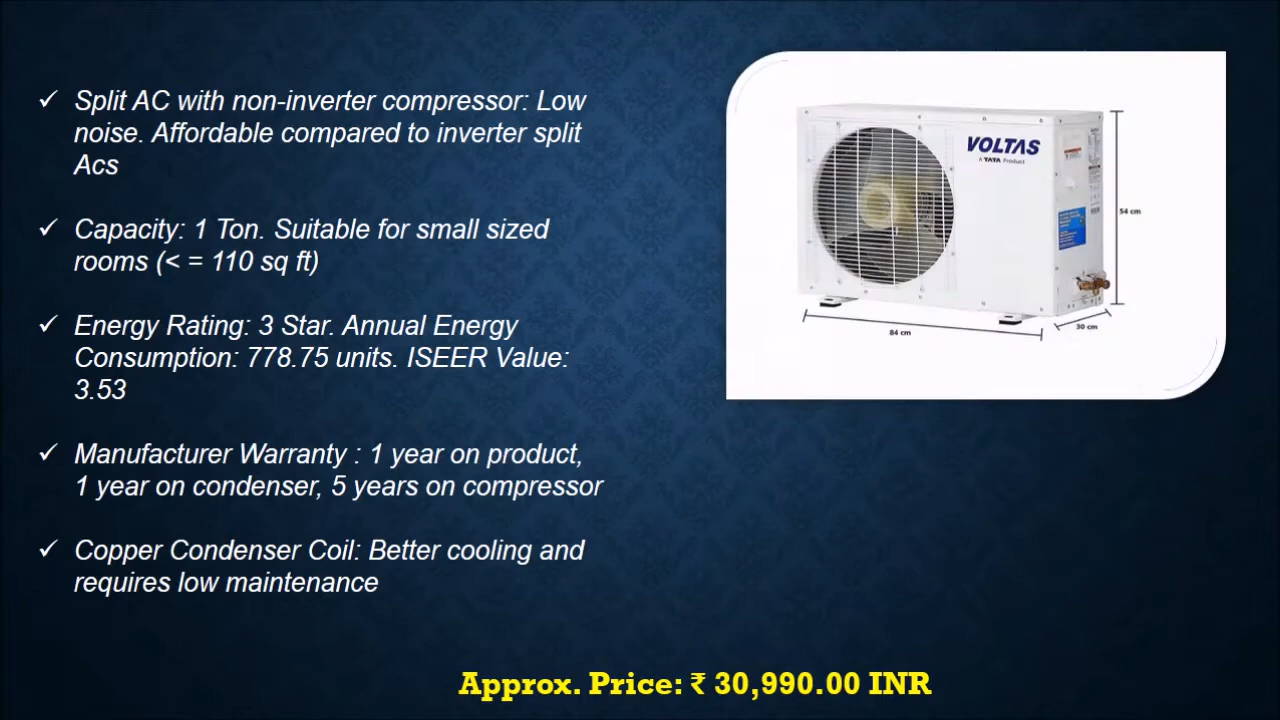 ✓ Split AC with non-inverter compressor: Low
noise. Affordable compared to inverter split
Acs
✓ Capacity: 1 Ton. Suitable for small sized
rooms (< = 110 sq ft)
✓ Energy Rating: 3 Star. Annual Energy
Consumption: 778.75 units. ISEER Value:
3.53
✓ Manufacturer Warranty : 1 year on product,
1 year on condenser, 5 years on compressor
✓ Copper Condenser Coil: Better cooling and
requires low maintenance
VOLTAS
A TATA Product
54 cm
84 cm
30 cm
Approx. Price: ₹ 30,990.00 INR